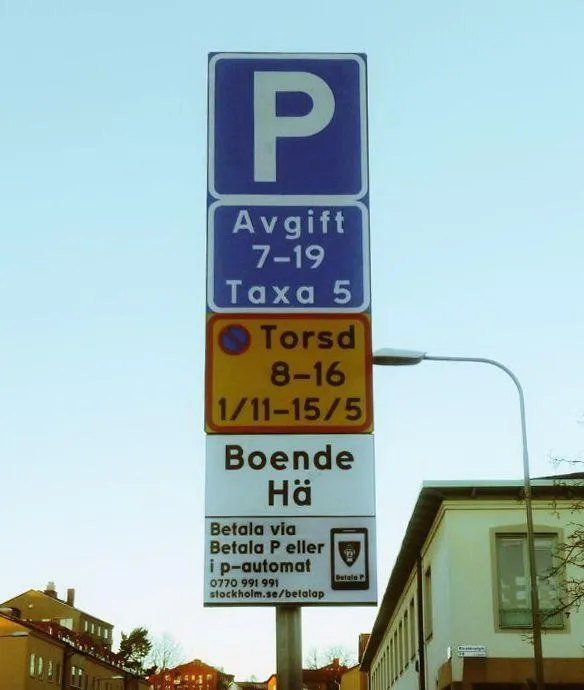 P
Avgift
7-19
Taxa 5
Torsd
8-16
1/11-15/5
Boende
Hä
Betala via
Betala P eller
i p-automat
0770 991 991
stockholm.se/betalap
Betala P